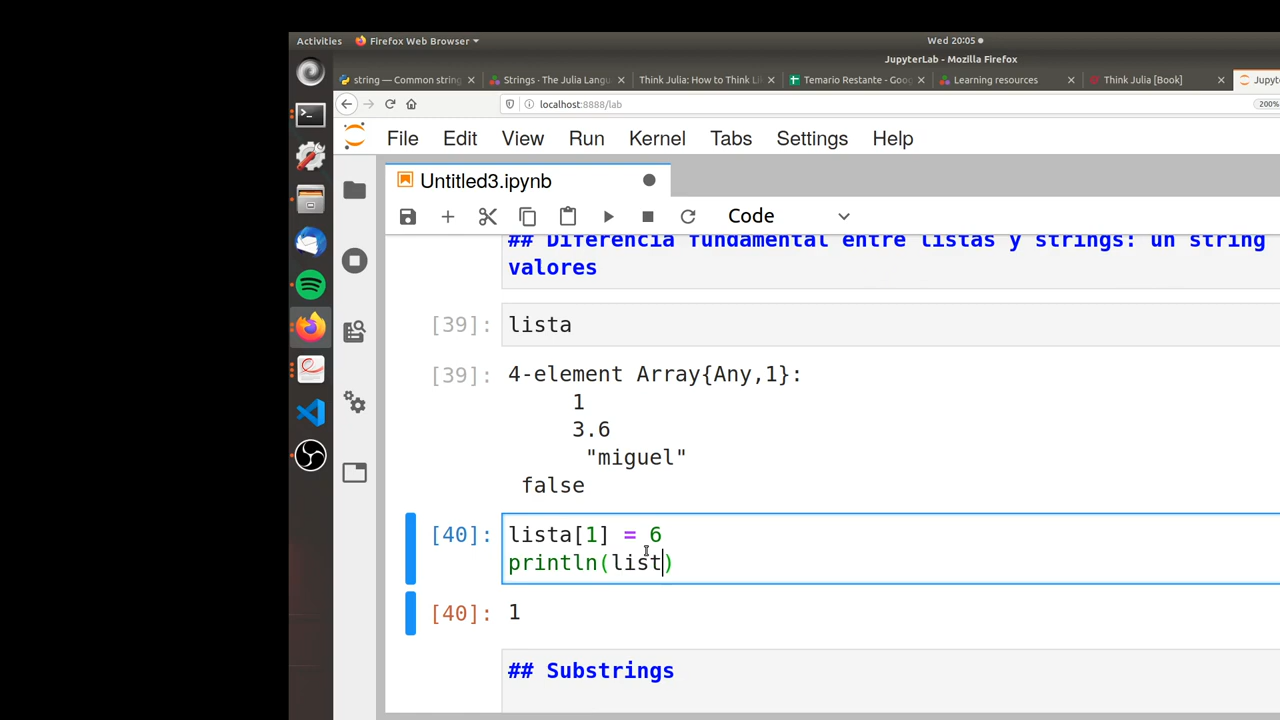 Activities Firefox Web Browser Wed 20:05
JupyterLab - Mozilla Firefox
string — Common string Strings · The Julia Langu Think Julia: How to Think Li Temario Restante - Goog Learning resources Think Julia [Book] Jupyte
localhost:8888/lab 200%
File Edit View Run Kernel Tabs Settings Help
Untitled3.ipynb
Code
## Diferencia fundamental entre listas y strings: un string
valores
[39]: lista
[39]: 4-element Array{Any,1}:
1
3.6
"miguel"
false
[40]: lista[1] = 6
println(list)
[40]: 1
## Substrings